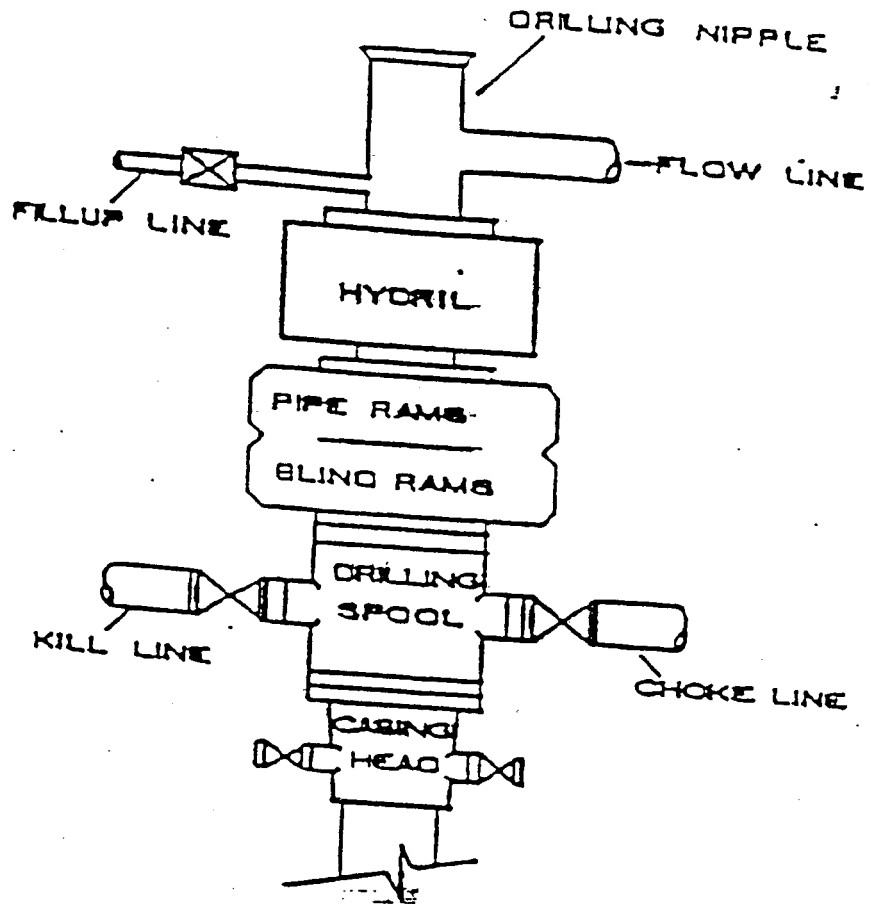 DRILLING NIPPLE
FLOW LINE
FILLUP LINE
HYDRIL
PIPE RAMS
BLIND RAMS
DRILLING
SPOOL
KILL LINE
CHOKE LINE
CASING
HEAD